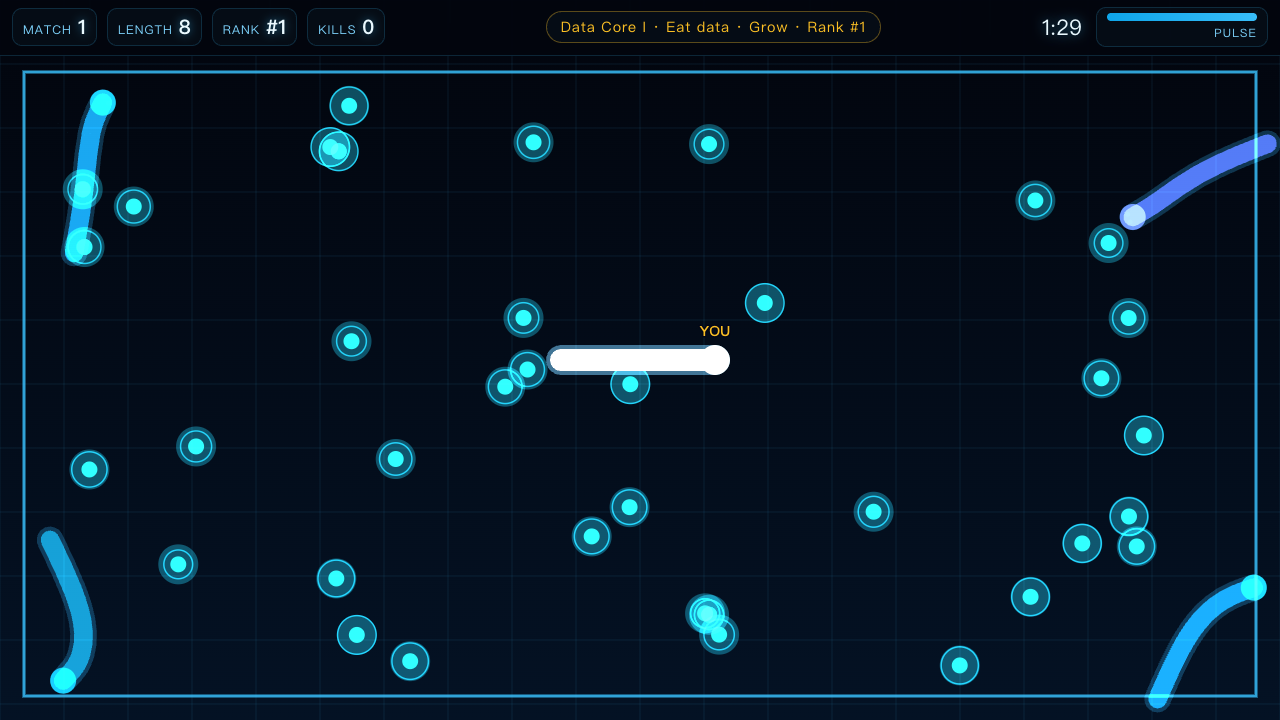 MATCH 1
LENGTH 8
RANK #1
KILLS 0
Data Core I · Eat data · Grow · Rank #1
1:29
PULSE
YOU